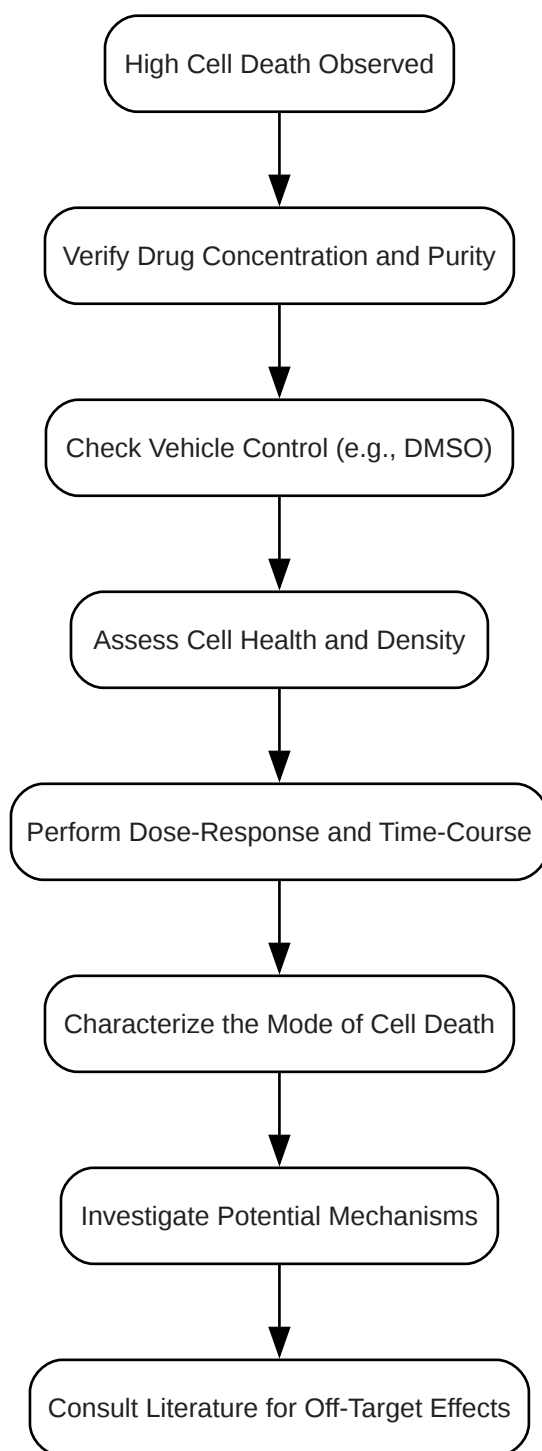 High Cell Death Observed
Verify Drug Concentration and Purity
Check Vehicle Control (e.g., DMSO)
Assess Cell Health and Density
Perform Dose-Response and Time-Course
Characterize the Mode of Cell Death
Investigate Potential Mechanisms
Consult Literature for Off-Target Effects